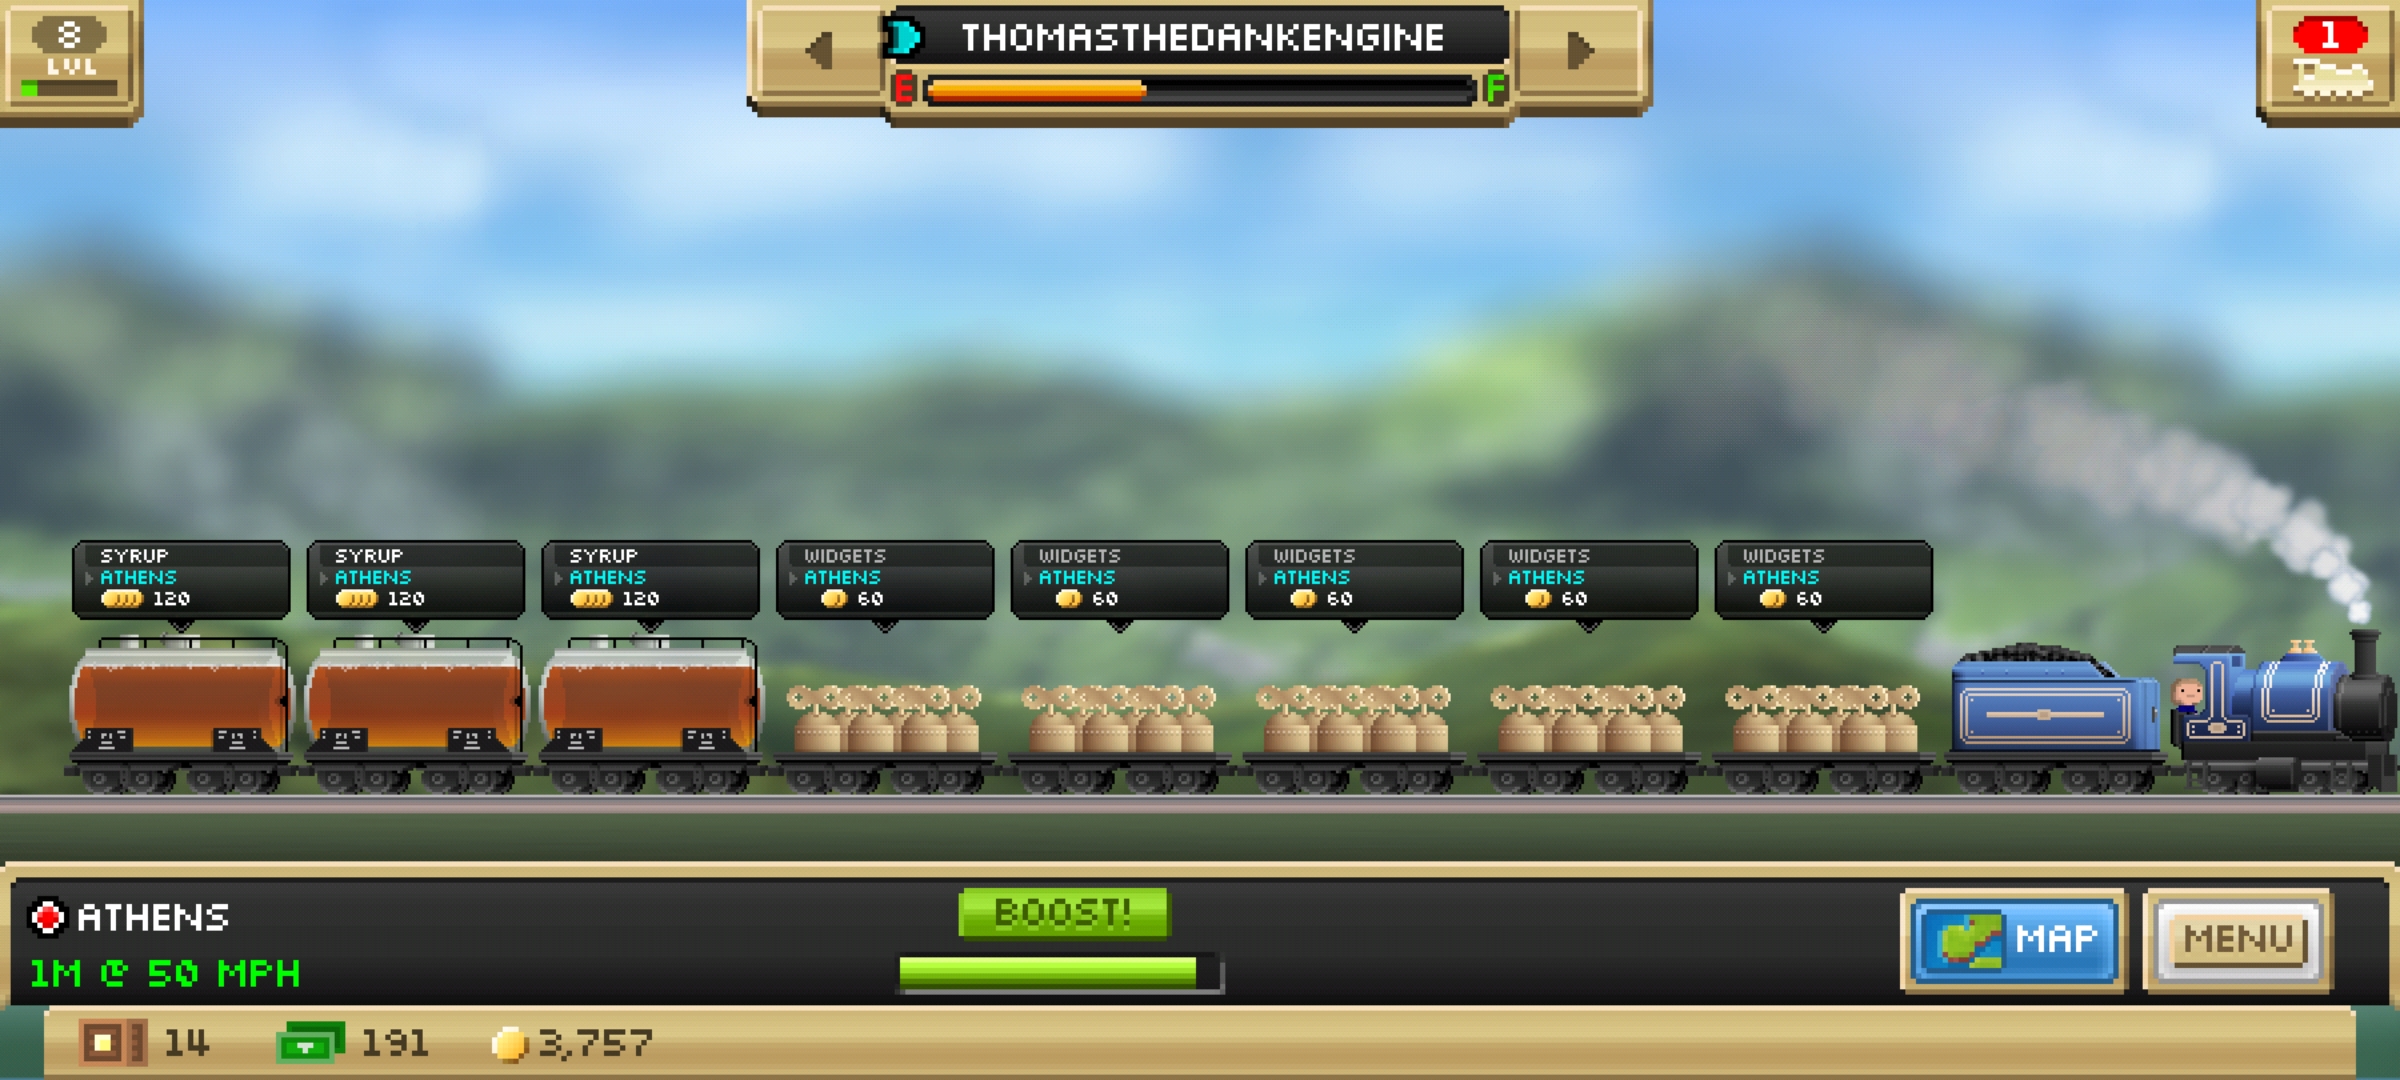 8
LVL
THOMASTHEDANKENGINE
E F
1
SYRUP
ATHENS
120
SYRUP
ATHENS
120
SYRUP
ATHENS
120
WIDGETS
ATHENS
60
WIDGETS
ATHENS
60
WIDGETS
ATHENS
60
WIDGETS
ATHENS
60
WIDGETS
ATHENS
60
ATHENS
1M @ 50 MPH
BOOST!
MAP
MENU
14
191
3,757